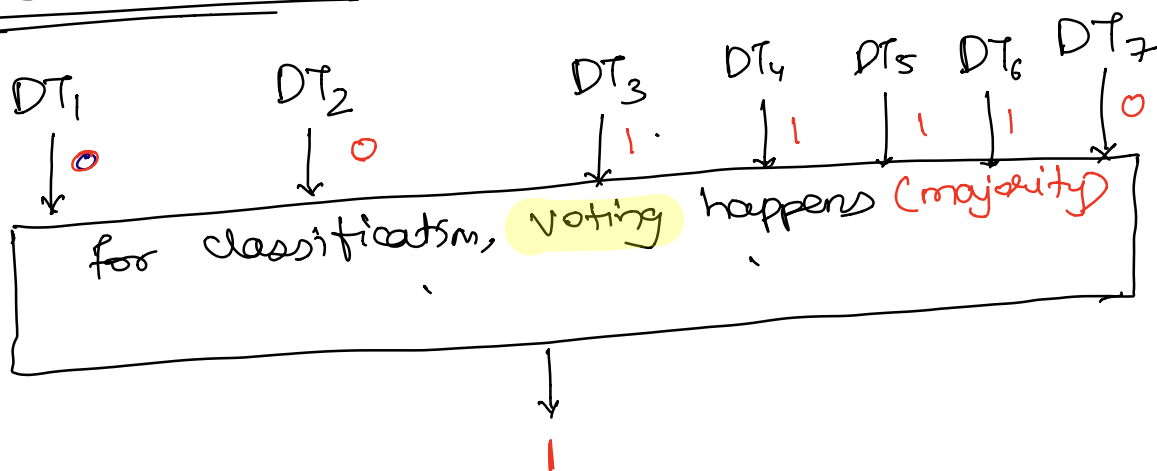 DT1 DT2 DT3 DT4 DT5 DT6 DT7
0 0 1 1 1 1 0
for classification, voting happens (majority)
1